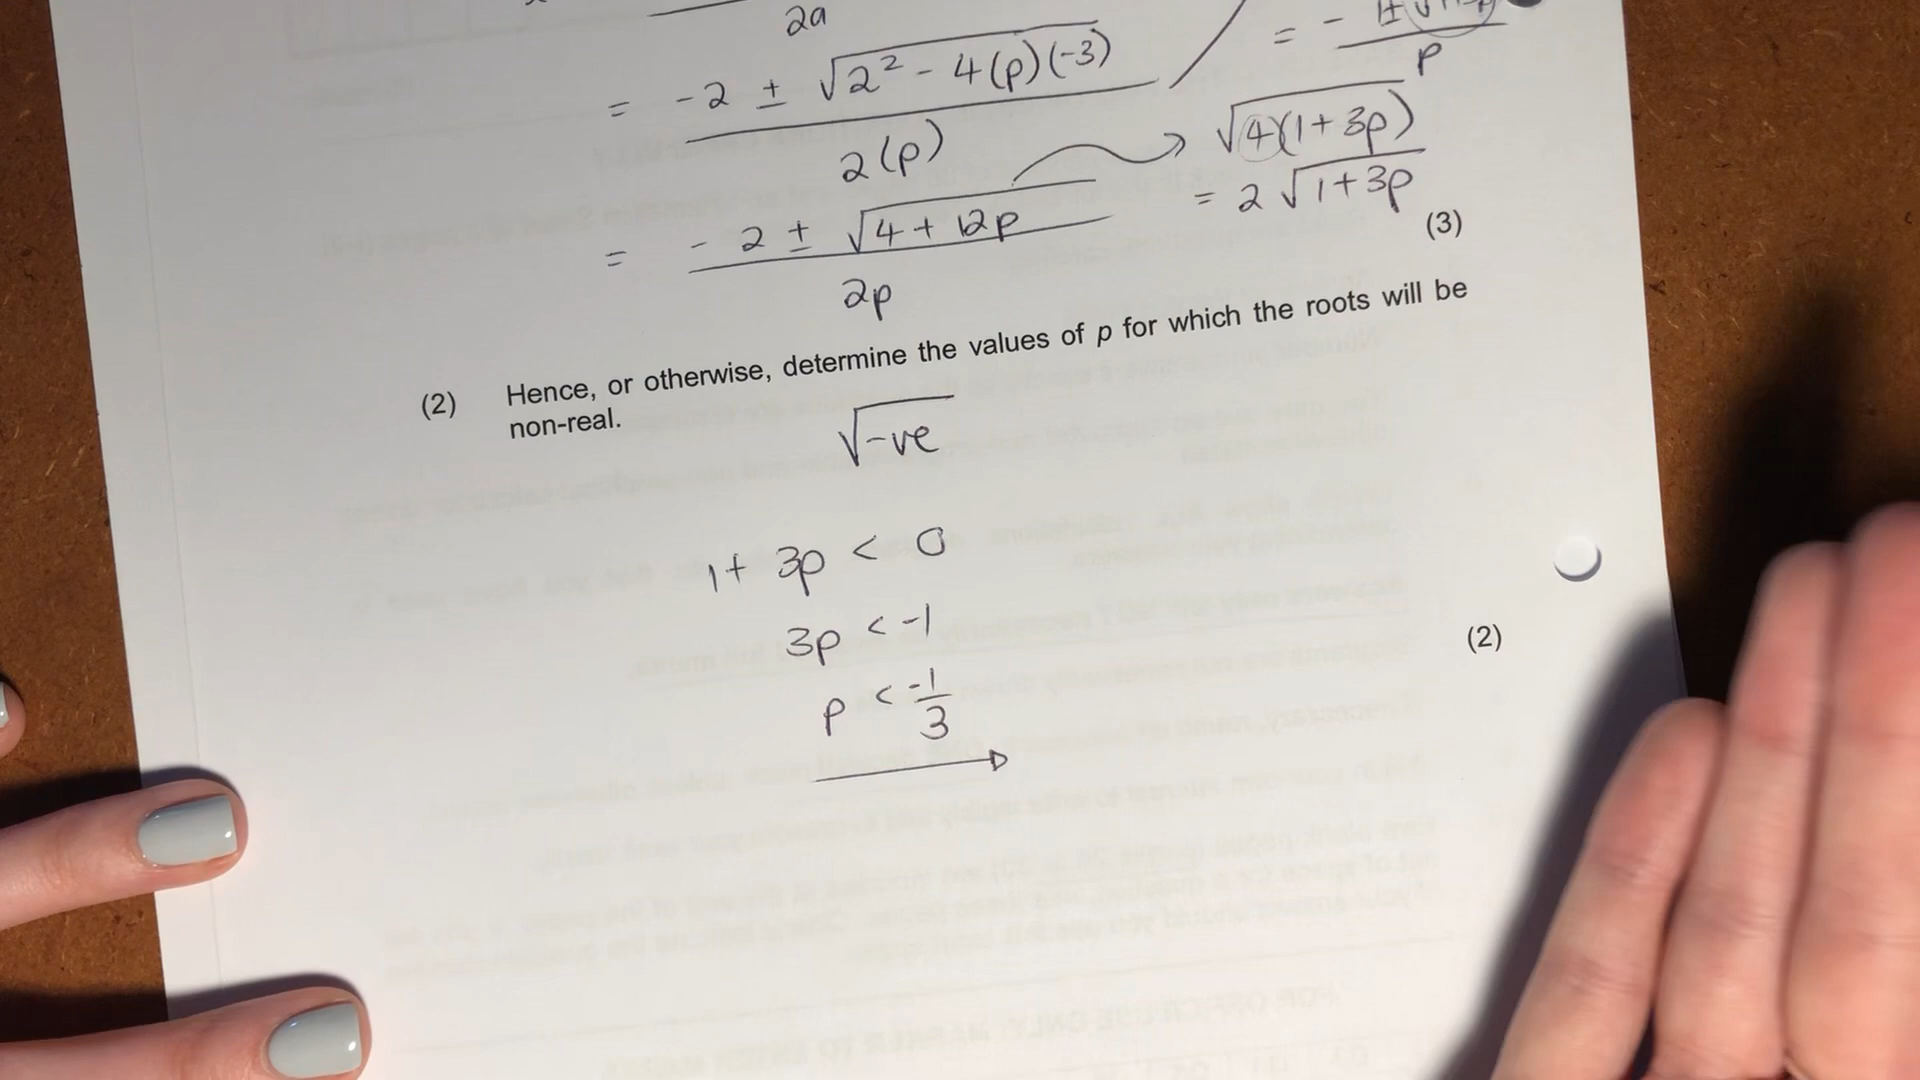 2a
= -2 ± √2² - 4(p)(-3)
2(p)
= -2 ± √4 + 12p
2p
= -
p
√4(1+3p)
= 2√1+3p
(3)
(2) Hence, or otherwise, determine the values of p for which the roots will be
non-real.
√-ve
1+ 3p < 0
3p < -1
p < -1/3
(2)